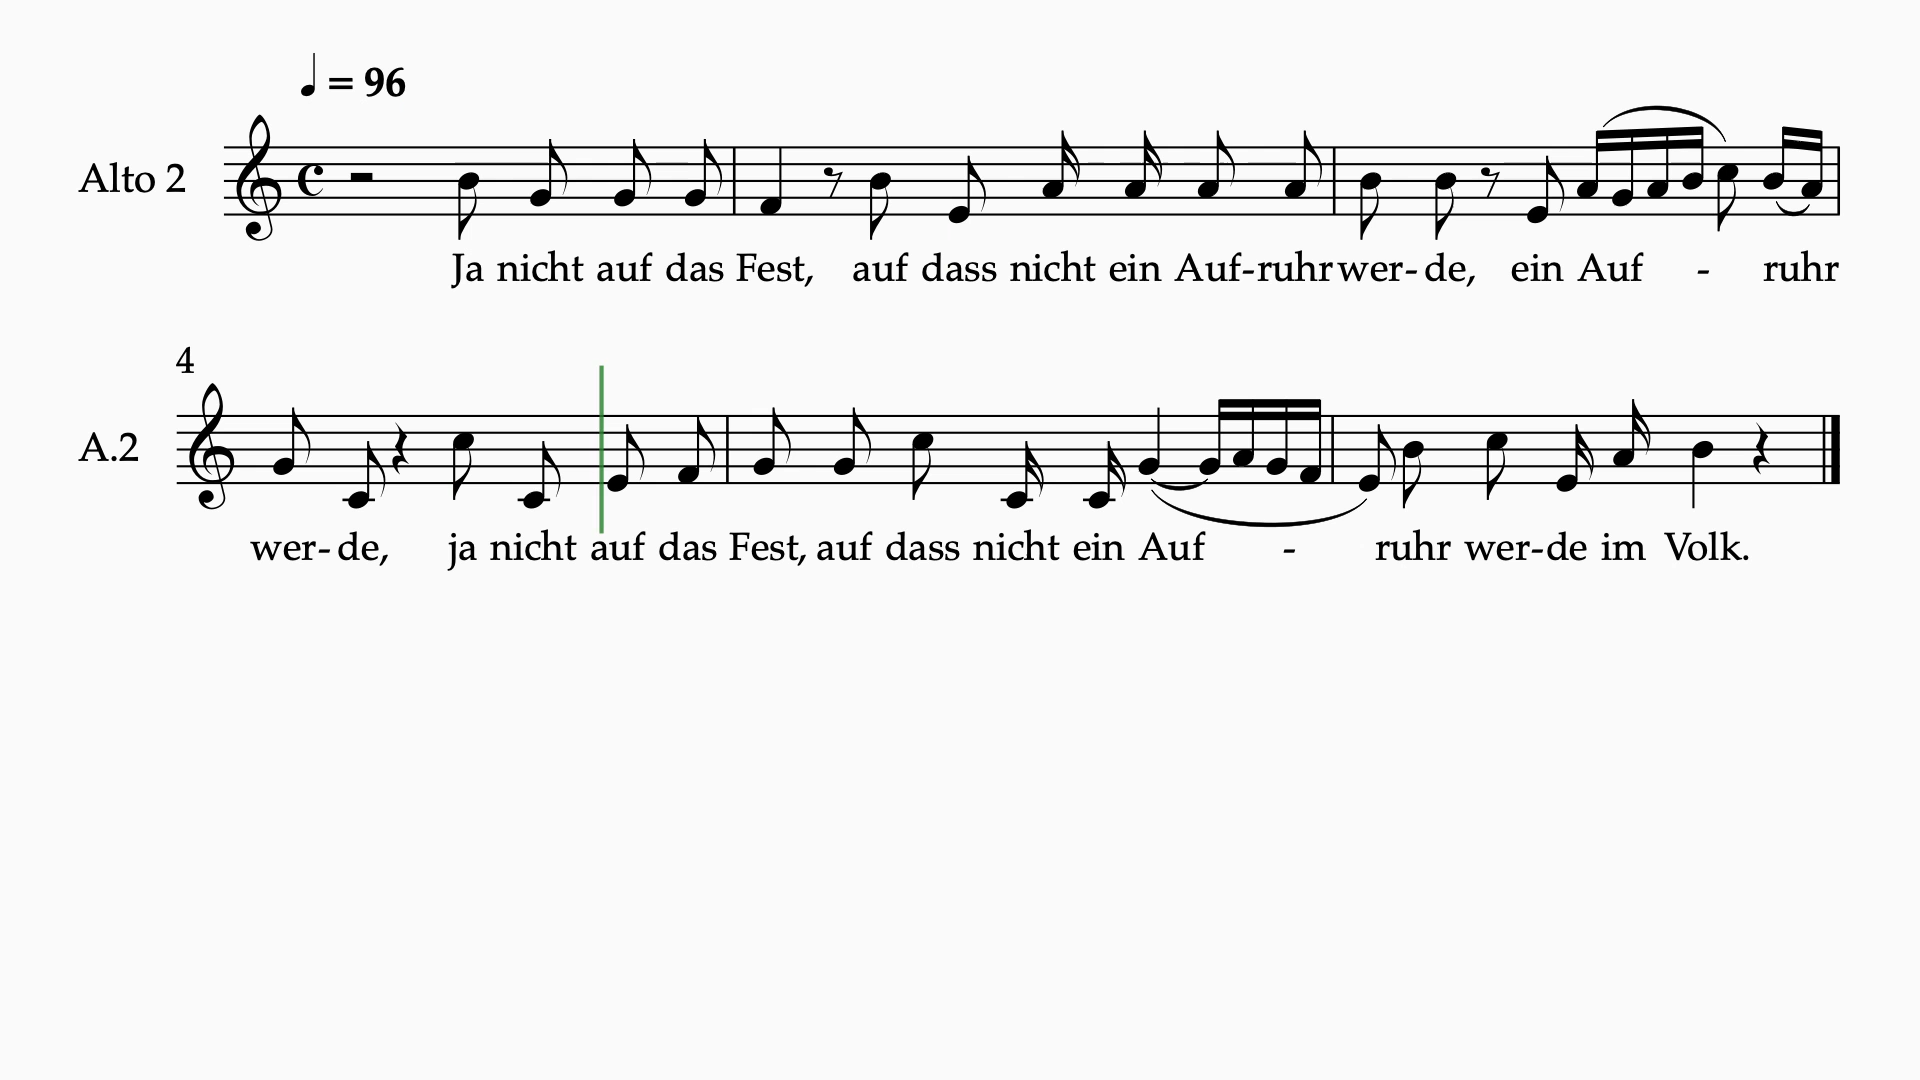 = 96
Alto 2
Ja nicht auf das Fest, auf dass nicht ein Auf-ruhr wer-de, ein Auf - ruhr
4
A.2
wer-de, ja nicht auf das Fest, auf dass nicht ein Auf - ruhr wer-de im Volk.